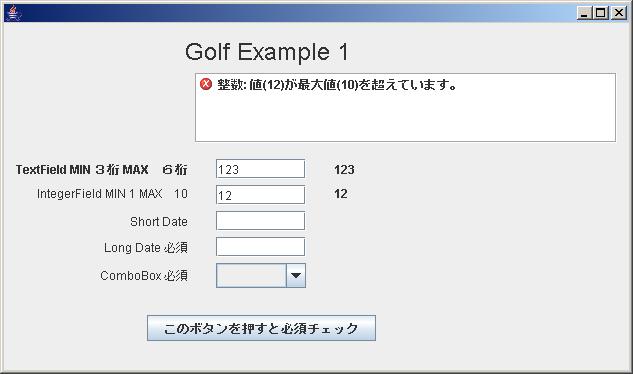 Golf Example 1
整数: 値(12)が最大値(10)を超えています。
TextField MIN ３桁 MAX　６桁 123 123
IntegerField MIN 1 MAX　10 12 12
Short Date
Long Date 必須
ComboBox 必須
このボタンを押すと必須チェック